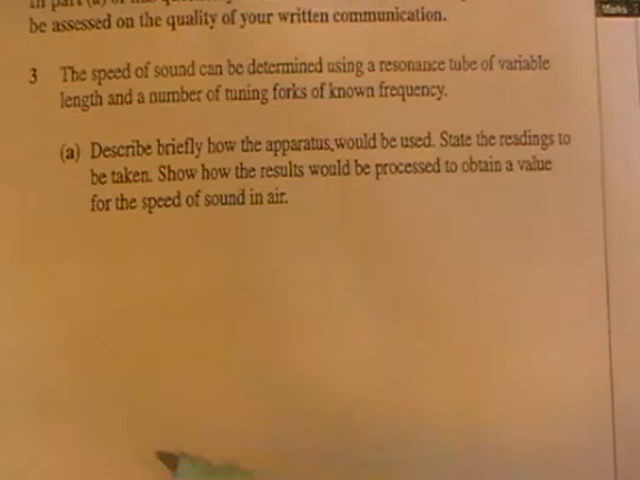 be assessed on the quality of your written communication.
3 The speed of sound can be determined using a resonance tube of variable
length and a number of tuning forks of known frequency.
(a) Describe briefly how the apparatus would be used. State the readings to
be taken. Show how the results would be processed to obtain a value
for the speed of sound in air.